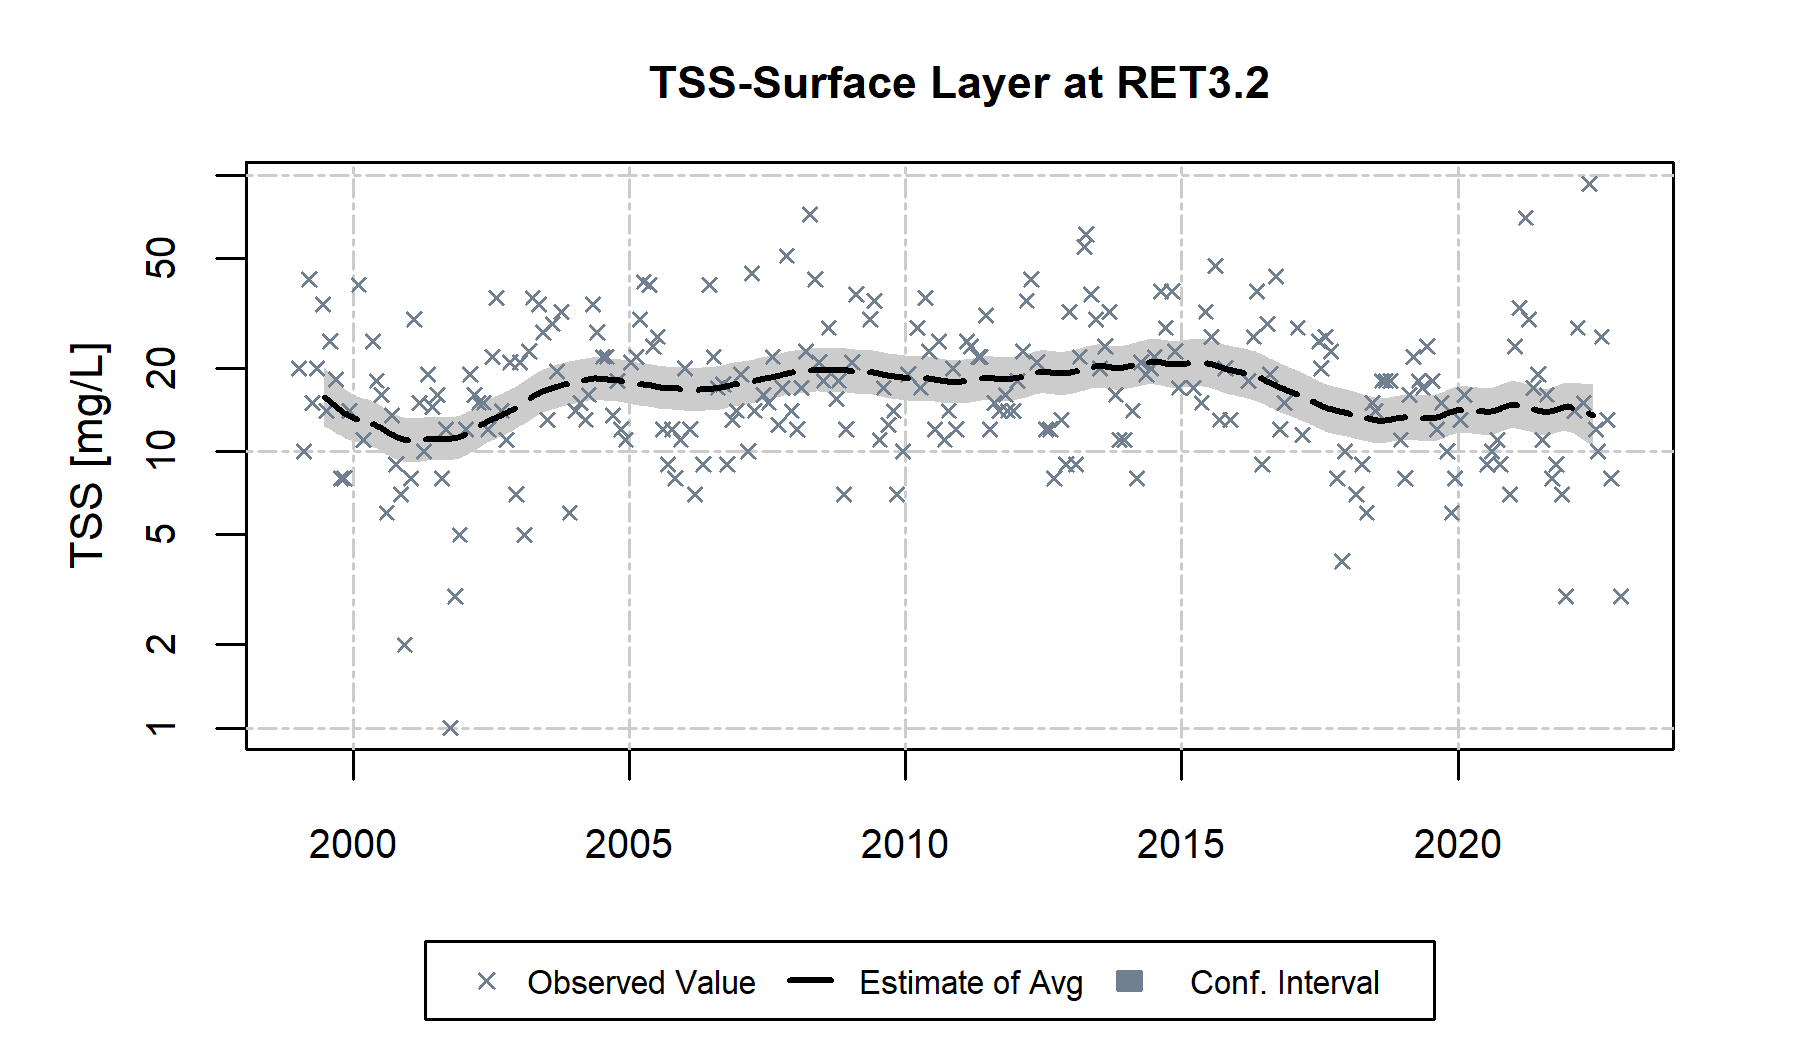 TSS-Surface Layer at RET3.2
TSS [mg/L]
50
20
10
5
2
1
2000 2005 2010 2015 2020
Observed Value Estimate of Avg Conf. Interval